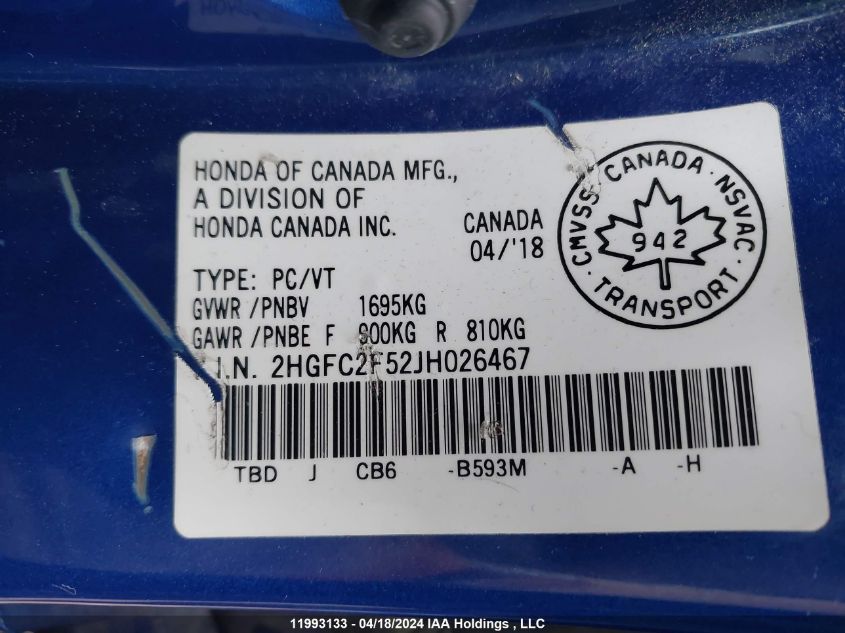 HONDA OF CANADA MFG.,
A DIVISION OF
HONDA CANADA INC.
CANADA
04/'18
CMVSS · CANADA · NSVAC · TRANSPORT ·
942
TYPE: PC/VT
GVWR /PNBV 1695KG
GAWR /PNBE F 900KG R 810KG
V.I.N. 2HGFC2F52JH026467
TBD J CB6 -B593M -A -H
11993133 - 04/18/2024 IAA Holdings , LLC